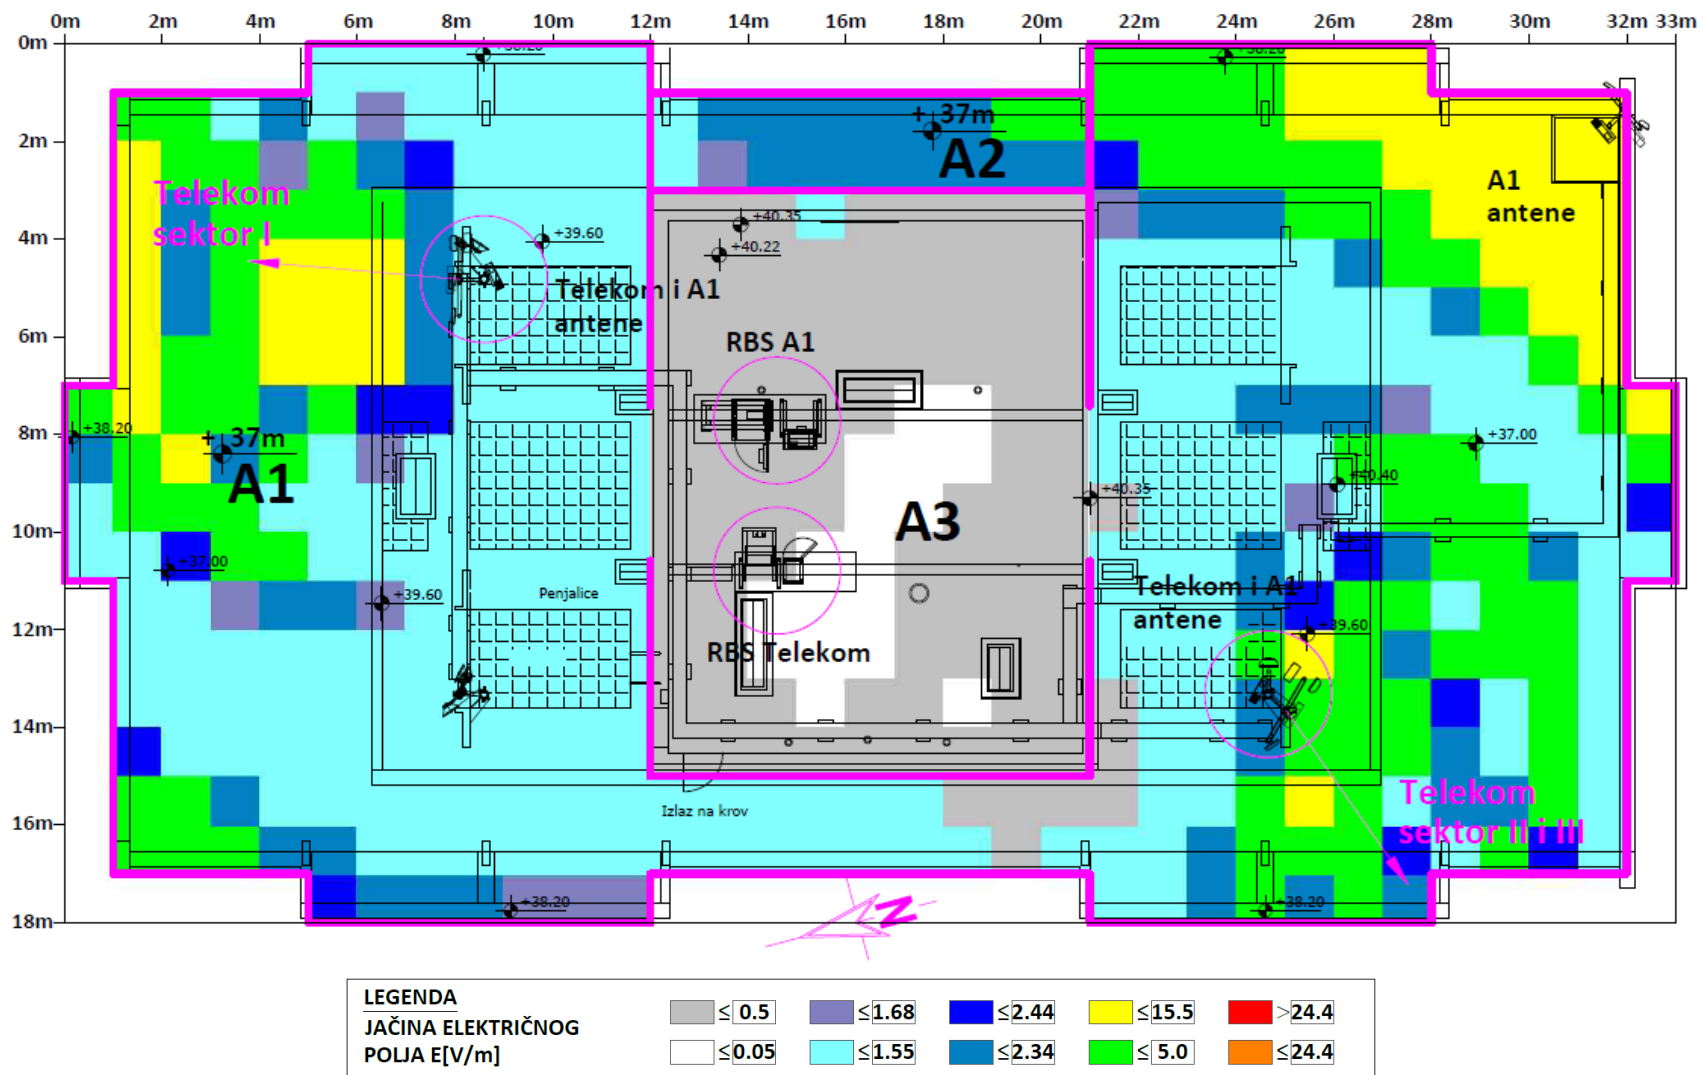 0m 2m 4m 6m 8m 10m 12m 14m 16m 18m 20m 22m 24m 26m 28m 30m 32m 33m
0m
+38.20
+38.20
+ 37m
2m
A2
A1
antene
Telekom
sektor I
+40.35
4m
+39.60
+40.22
Telekom i A1
antene
6m
RBS A1
8m
+38.20
+ 37m
+37.00
A1
+40.40
+40.35
10m
A3
+37.00
Telekom i A1
antene
+39.60
Penjalice
12m
+39.60
RBS Telekom
14m
Telekom
sektor II i III
Izlaz na krov
16m
18m
+38.20
+38.20
N
LEGENDA
JAČINA ELEKTRIČNOG
POLJA E[V/m]
≤ 0.5 ≤1.68 ≤2.44 ≤15.5 >24.4
≤0.05 ≤1.55 ≤2.34 ≤ 5.0 ≤24.4